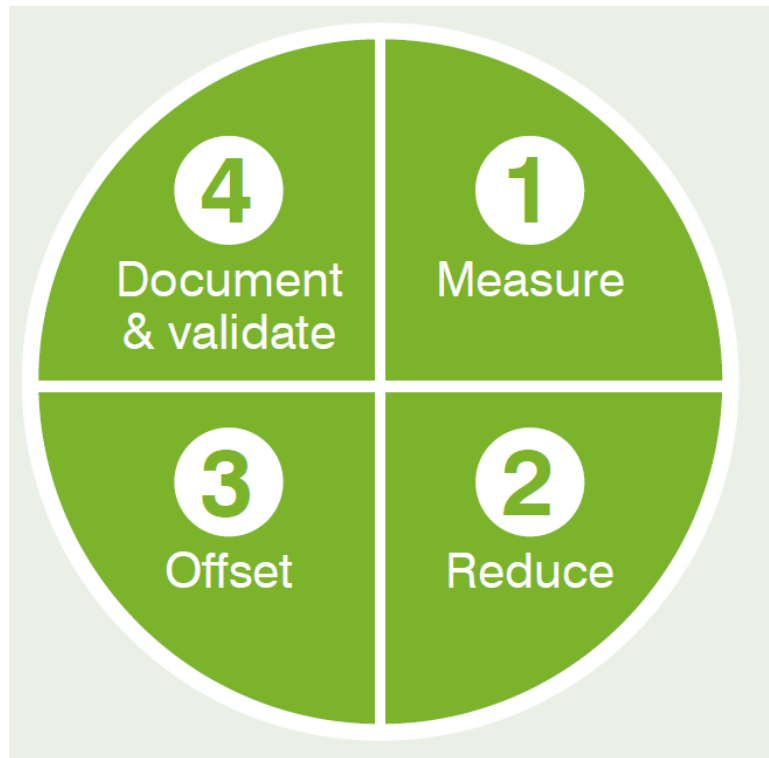 1
Measure
2
Reduce
3
Offset
4
Document
& validate